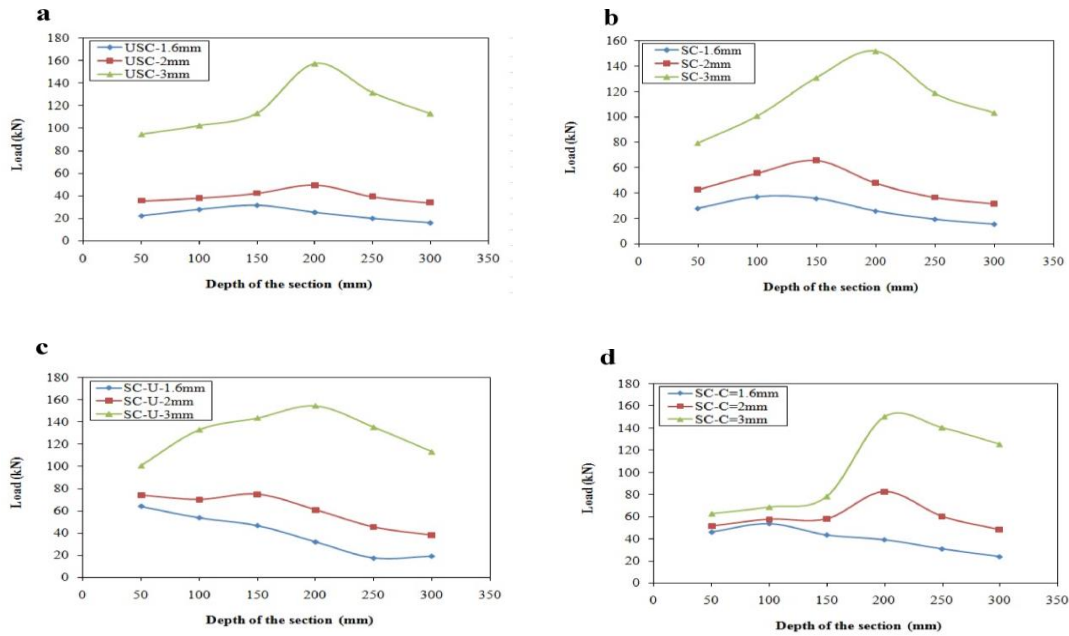 a
180
160
140
120
100
80
60
40
20
0
Load (kN)
USC-1.6mm
USC-2mm
USC-3mm
0 50 100 150 200 250 300 350
Depth of the section (mm)
b
160
140
120
100
80
60
40
20
0
Load (kN)
SC-1.6mm
SC-2mm
SC-3mm
0 50 100 150 200 250 300 350
Depth of the section (mm)
c
180
160
140
120
100
80
60
40
20
0
Load (kN)
SC-U-1.6mm
SC-U-2mm
SC-U-3mm
0 50 100 150 200 250 300 350
Depth of the section (mm)
d
180
160
140
120
100
80
60
40
20
0
Load (kN)
SC-C=1.6mm
SC-C=2mm
SC-C=3mm
0 50 100 150 200 250 300 350
Depth of the section (mm)